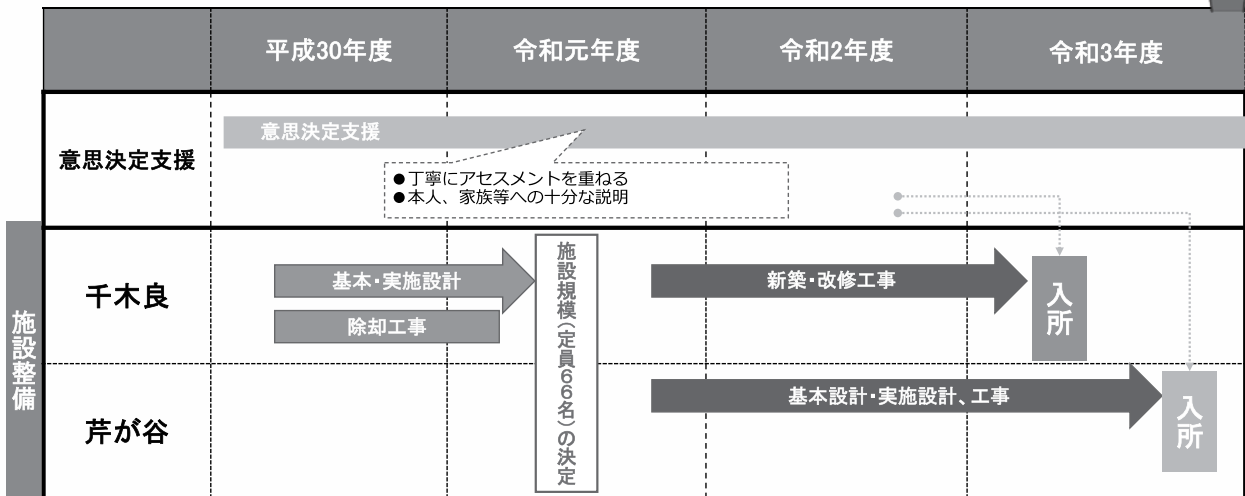 平成30年度
令和元年度
令和2年度
令和3年度
意思決定支援
意思決定支援
●丁寧にアセスメントを重ねる
●本人、家族等への十分な説明
施設整備
千木良
基本・実施設計
除却工事
施設規模(定員66名)の決定
新築・改修工事
入所
芹が谷
基本設計・実施設計、工事
入所